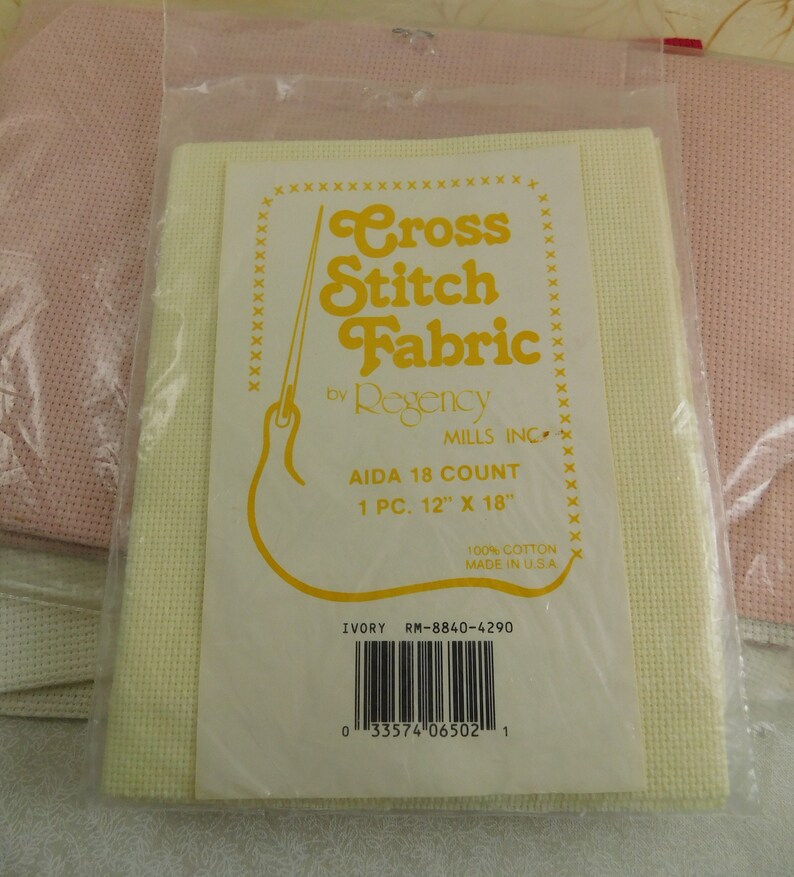 Cross
Stitch
Fabric
by Regency
MILLS INC.
AIDA 18 COUNT
1 PC. 12" X 18"
100% COTTON
MADE IN U.S.A.
IVORY RM-8840-4290
0 33574 06502 1